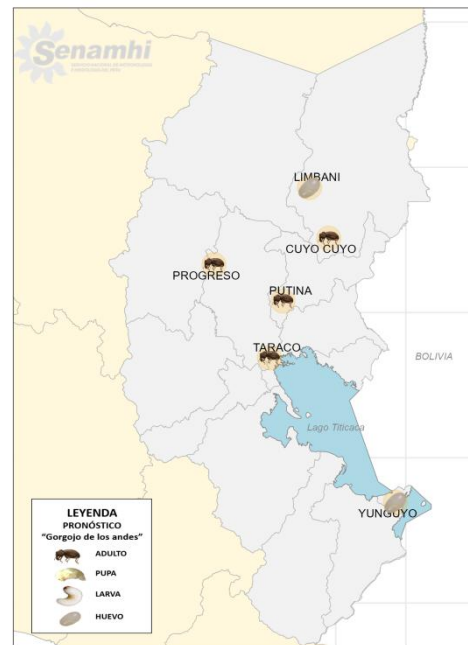 Senamhi
LIMBANI
CUYO CUYO
PROGRESO
PUTINA
TARACO
BOLIVIA
Lago Titicaca
YUNGUYO
LEYENDA
PRONÓSTICO
"Gorgojo de los andes"
ADULTO
PUPA
LARVA
HUEVO